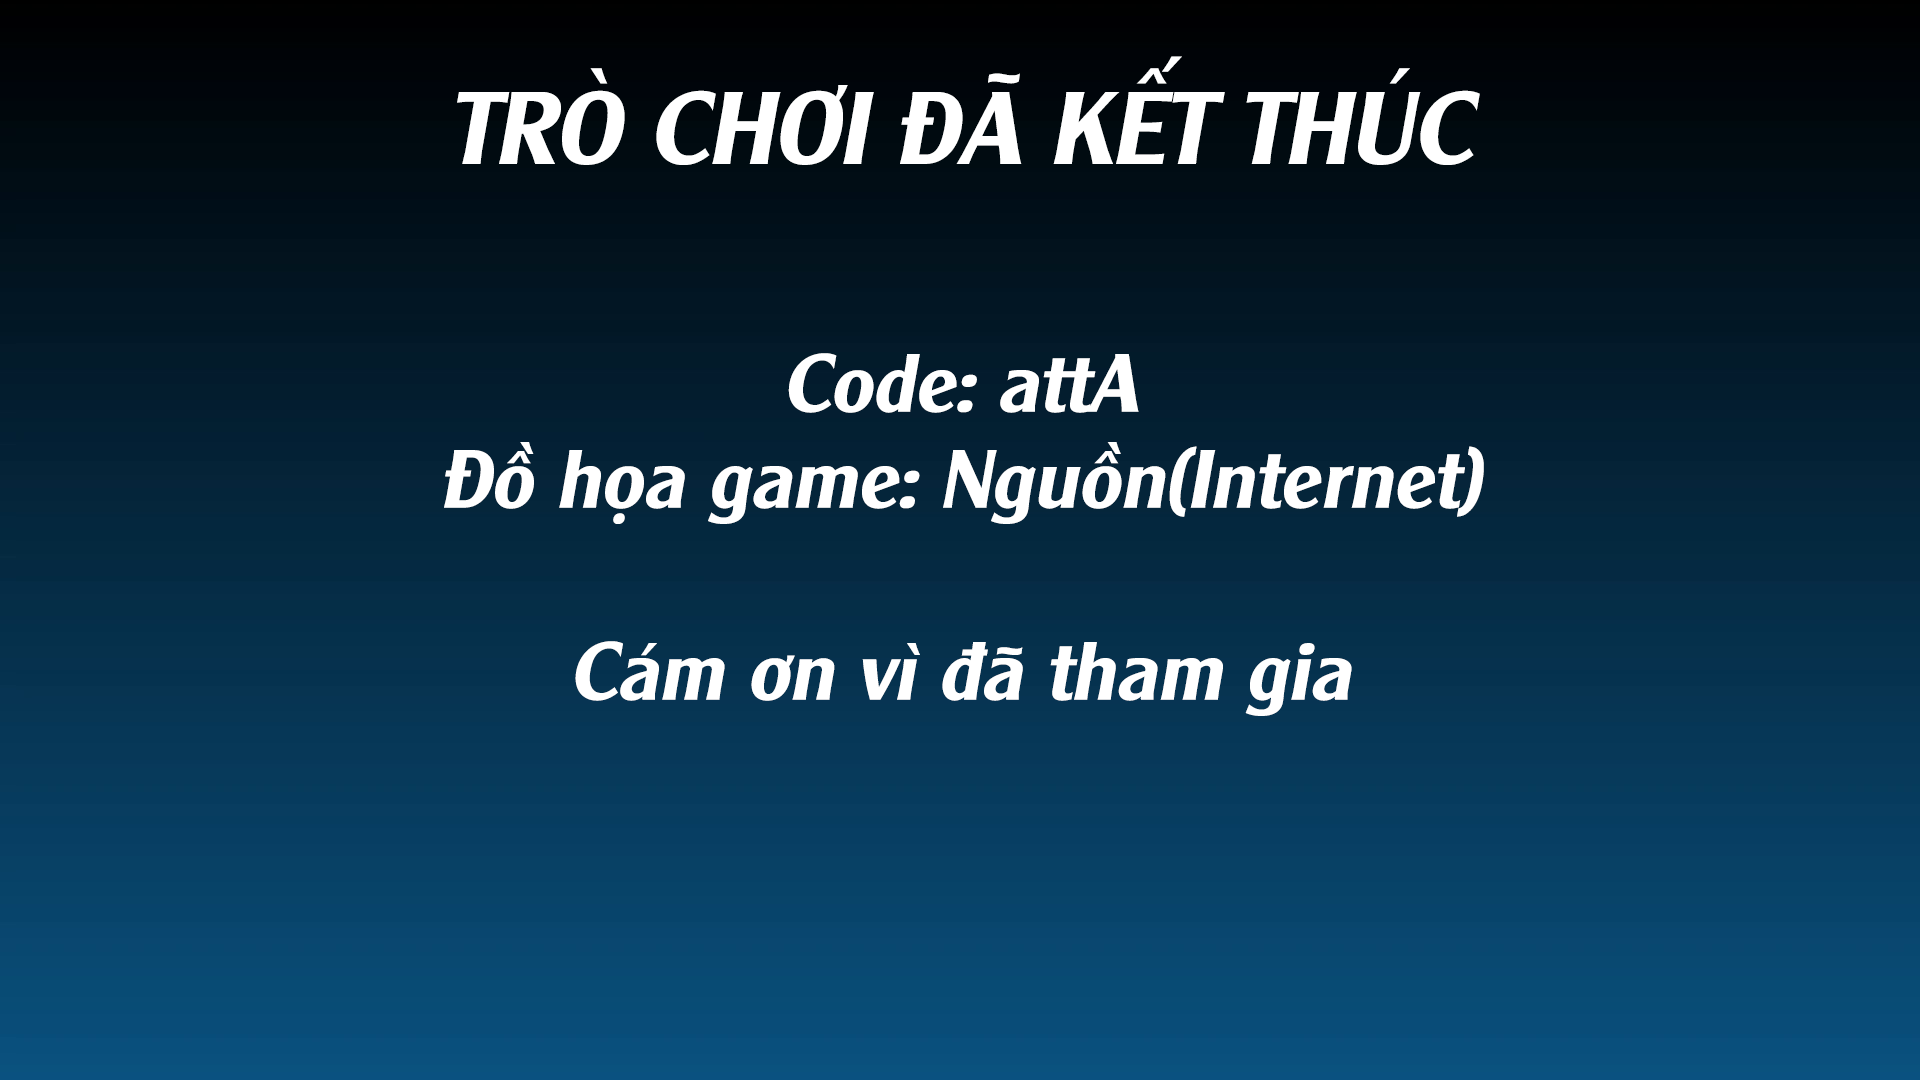 TRÒ CHƠI ĐÃ KẾT THÚC
Code: attA
Đồ họa game: Nguồn(Internet)
Cám ơn vì đã tham gia